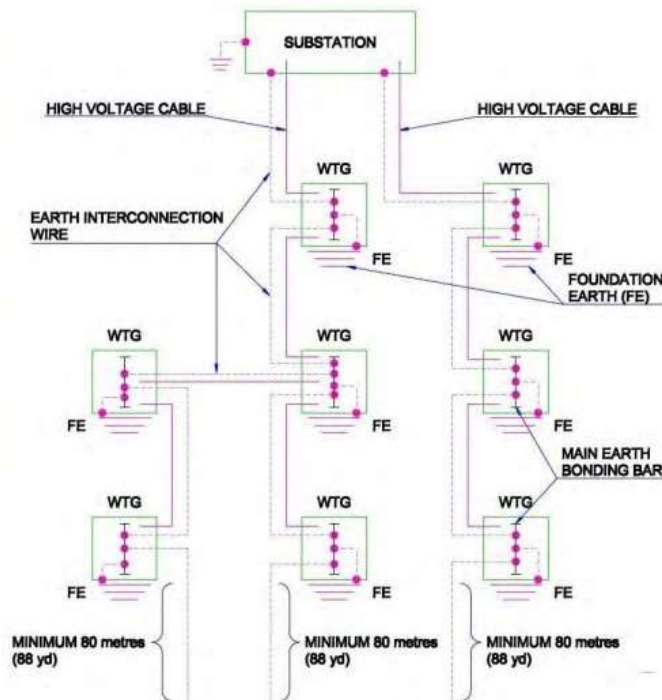 SUBSTATION
HIGH VOLTAGE CABLE
HIGH VOLTAGE CABLE
WTG
WTG
EARTH INTERCONNECTION
WIRE
FE
FE
FOUNDATION
EARTH (FE)
WTG
WTG
WTG
FE
FE
FE
MAIN EARTH
BONDING BAR
WTG
WTG
WTG
FE
FE
FE
MINIMUM 80 metres
(88 yd)
MINIMUM 80 metres
(88 yd)
MINIMUM 80 metres
(88 yd)